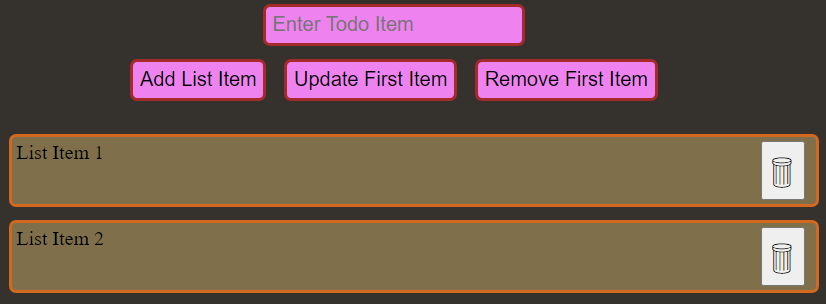 Enter Todo Item
Add List Item Update First Item Remove First Item
List Item 1
List Item 2